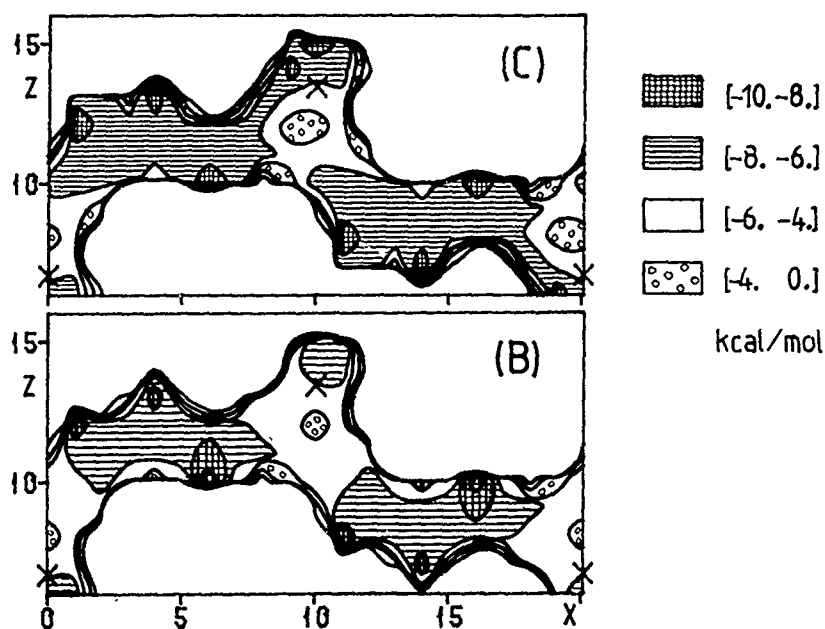 15
Z
10
(C)
[-10.-8.]
[-8. -6.]
[-6. -4.]
[-4. 0.]
kcal/mol
15
Z
10
(B)
0 5 10 15 X